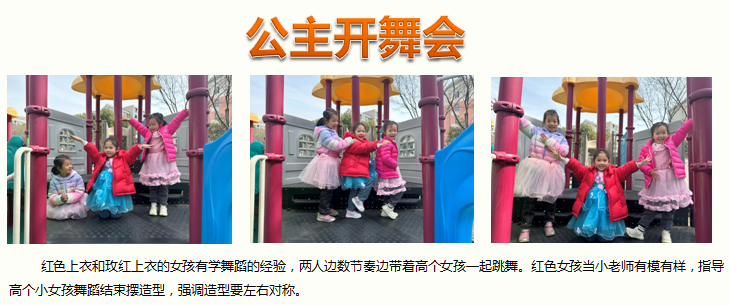 公主开舞会
红色上衣和玫红上衣的女孩有学舞蹈的经验，两人边数节奏边带着高个女孩一起跳舞。红色女孩当小老师有模有样，指导
高个小女孩舞蹈结束摆造型，强调造型要左右对称。